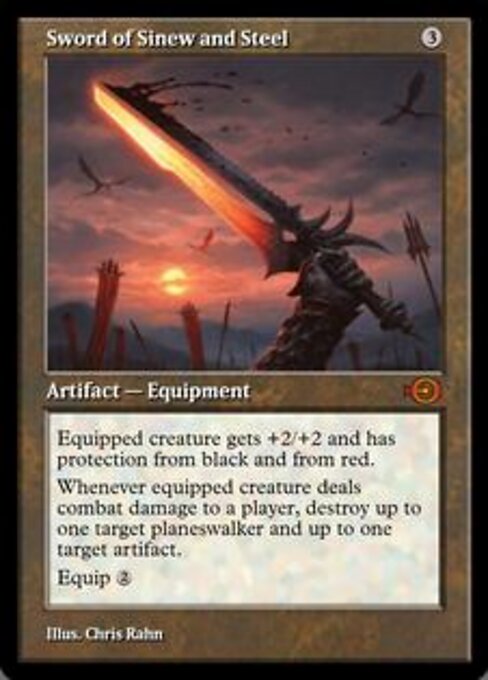 Sword of Sinew and Steel 3
Artifact — Equipment
Equipped creature gets +2/+2 and has
protection from black and from red.
Whenever equipped creature deals
combat damage to a player, destroy up to
one target planeswalker and up to one
target artifact.
Equip 2
Illus. Chris Rahn